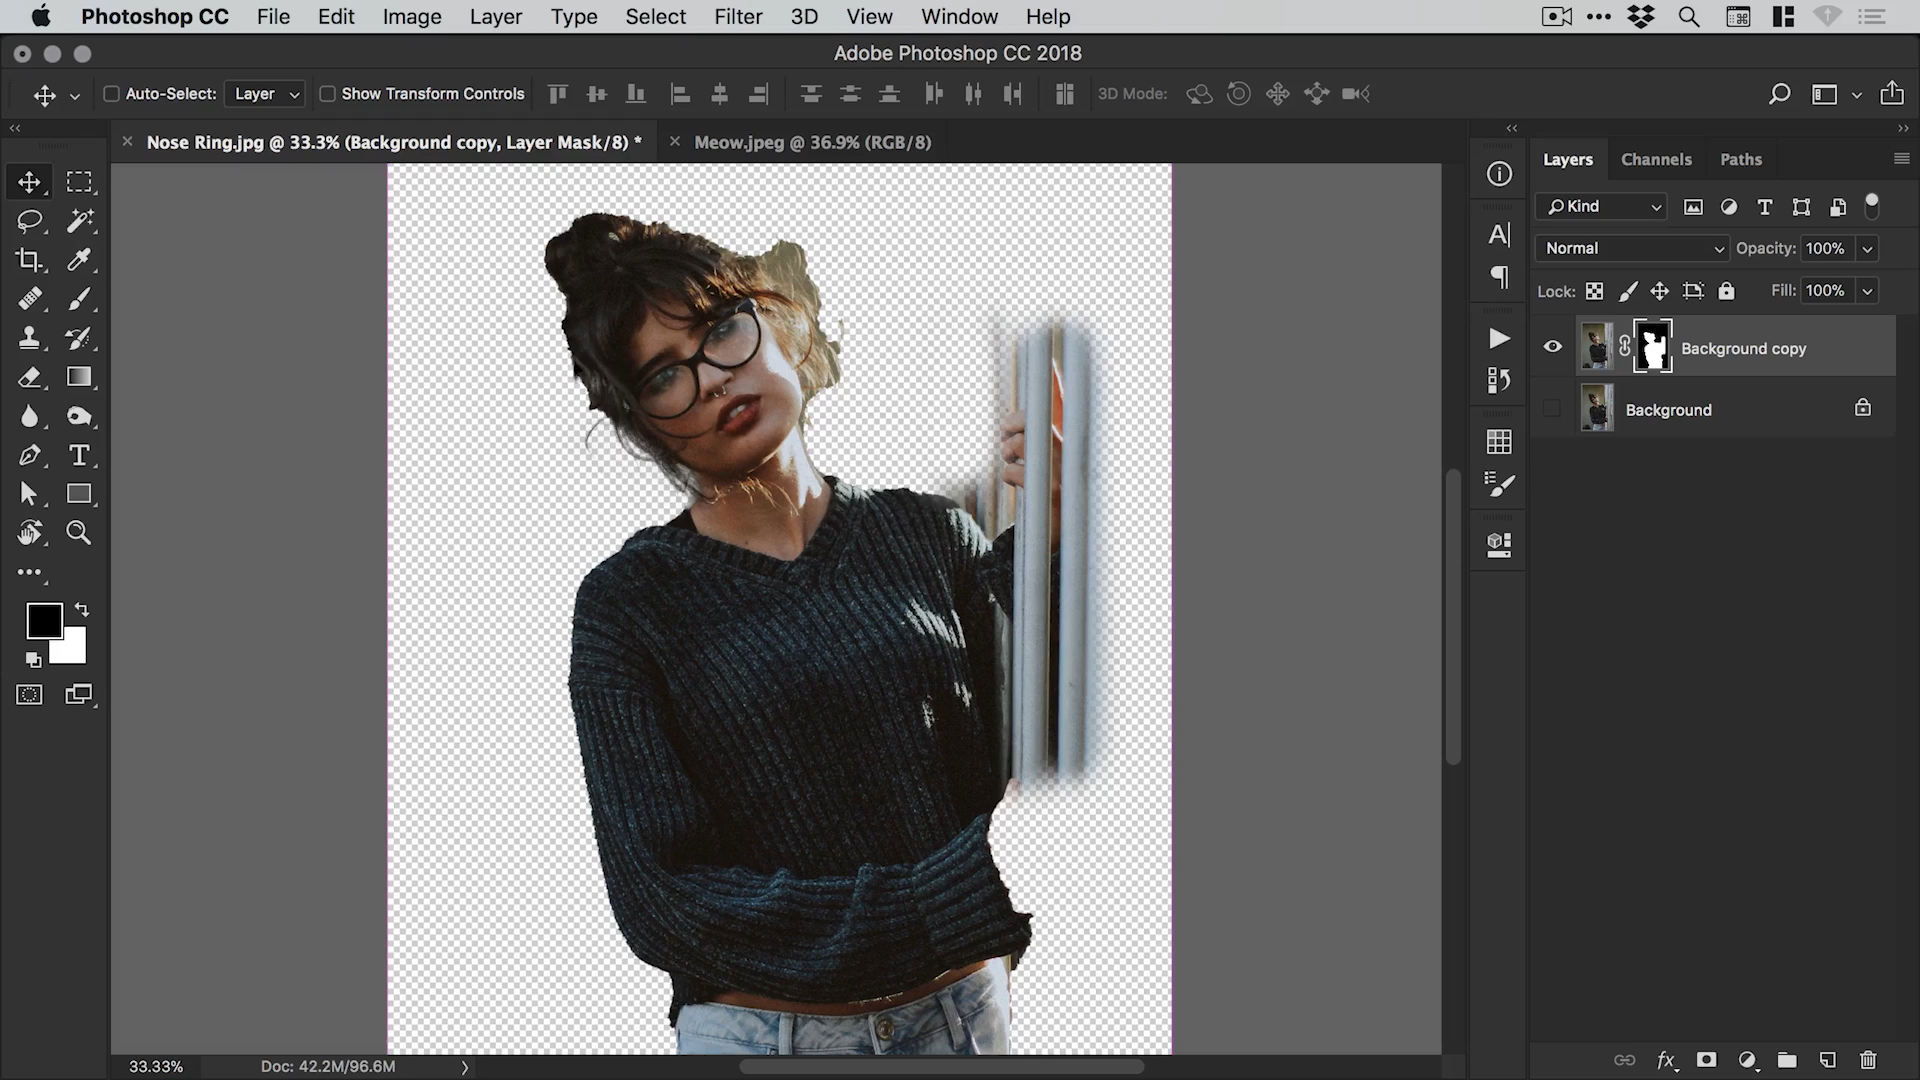 Photoshop CC File Edit Image Layer Type Select Filter 3D View Window Help
Adobe Photoshop CC 2018
Auto-Select: Layer Show Transform Controls 3D Mode:
Nose Ring.jpg @ 33.3% (Background copy, Layer Mask/8) * Meow.jpeg @ 36.9% (RGB/8)
Layers Channels Paths
Kind
Normal Opacity: 100%
Lock: Fill: 100%
Background copy
Background
33.33% Doc: 42.2M/96.6M